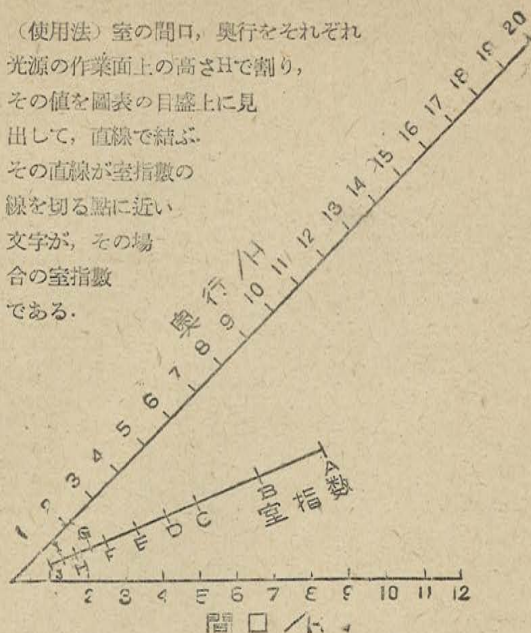 （使用法）室の間口，奥行をそれぞれ
光源の作業面上の高さHで割り，
その値を圖表の目盛上に見
出して，直線で結ぶ．
その直線が室指數の
線を切る點に近い
文字が，その場
合の室指數
である．
奥行/H
1 2 3 4 5 6 7 8 9 10 11 12 13 14 15 16 17 18 19 20
J I H G F E D C B A
室指数
2 3 4 5 6 7 8 9 10 11 12
間口/H